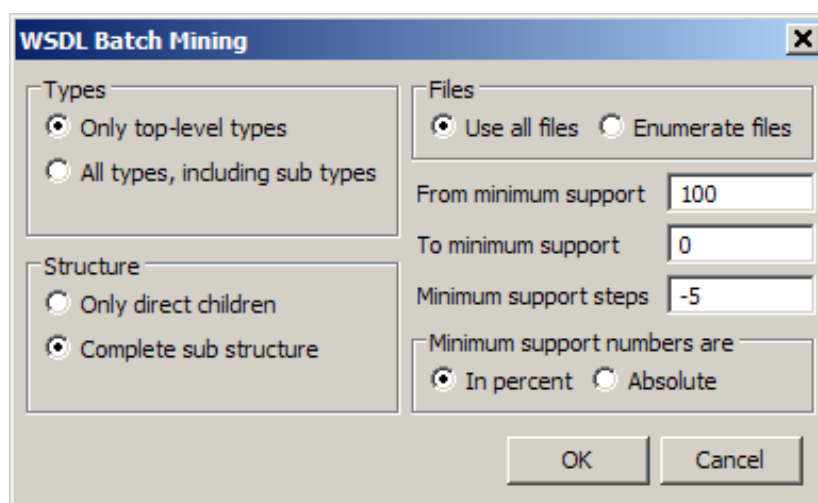 WSDL Batch Mining
Types
Only top-level types
All types, including sub types
Structure
Only direct children
Complete sub structure
Files
Use all files Enumerate files
From minimum support 100
To minimum support 0
Minimum support steps -5
Minimum support numbers are
In percent Absolute
OK Cancel